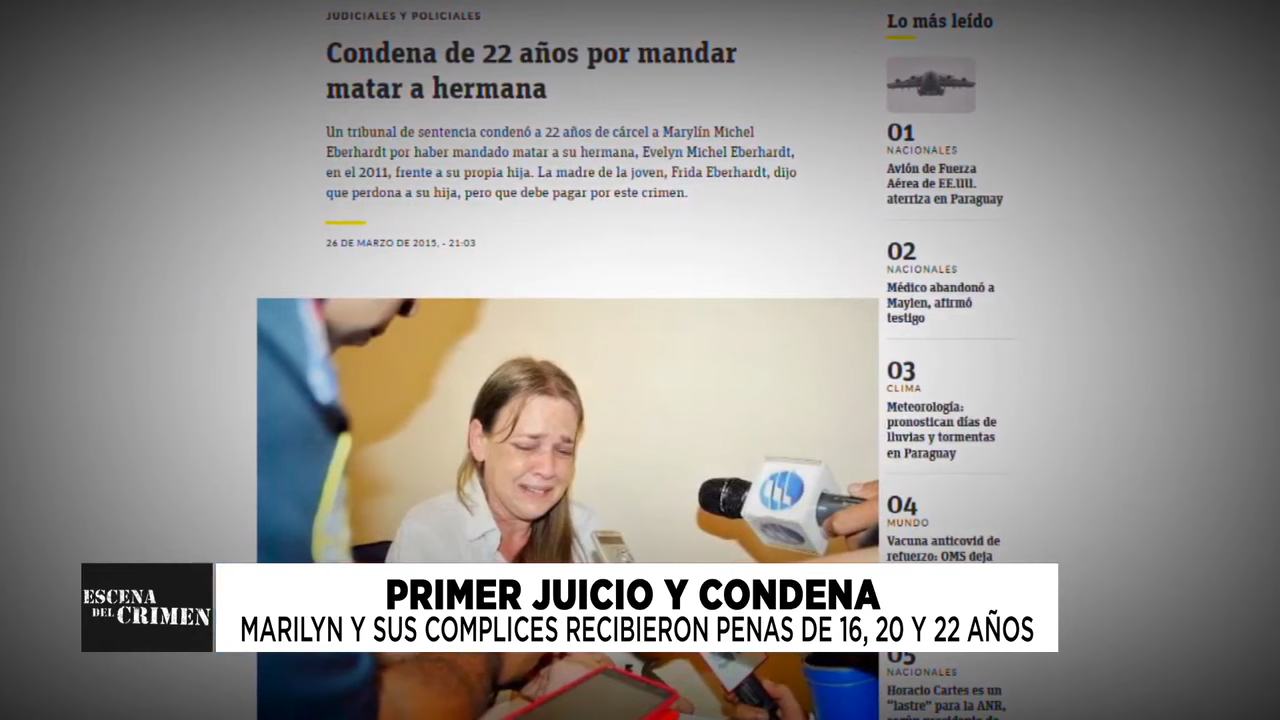 JUDICIALES Y POLICIALES
Condena de 22 años por mandar
matar a hermana
Un tribunal de sentencia condenó a 22 años de cárcel a Marylín Michel
Eberhardt por haber mandado matar a su hermana, Evelyn Michel Eberhardt,
en el 2011, frente a su propia hija. La madre de la joven, Frida Eberhardt, dijo
que perdona a su hija, pero que debe pagar por este crimen.
26 DE MARZO DE 2015, - 21:03
Lo más leído
01
NACIONALES
Avión de Fuerza
Aérea de EE.UU.
aterriza en Paraguay
02
NACIONALES
Médico abandonó a
Maylen, afirmó
testigo
03
CLIMA
Meteorología:
pronostican días de
lluvias y tormentas
en Paraguay
04
MUNDO
Vacuna anticovid de
refuerzo: OMS deja
05
NACIONALES
Horacio Cartes es un
“lastre” para la ANR,
según presidente de
ESCENA
DEL CRIMEN
PRIMER JUICIO Y CONDENA
MARILYN Y SUS COMPLICES RECIBIERON PENAS DE 16, 20 Y 22 AÑOS